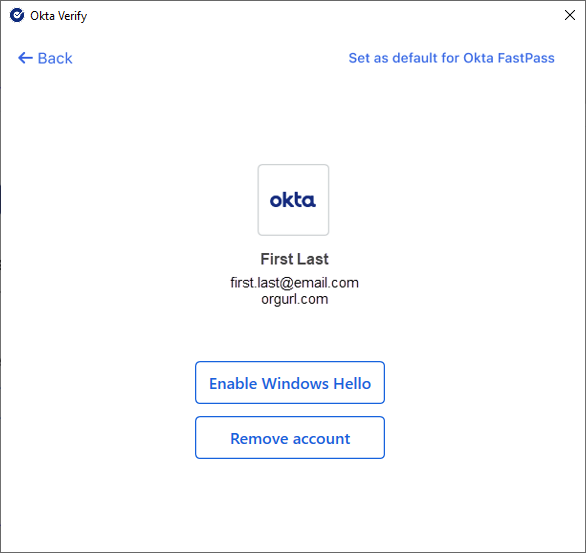 Okta Verify
Back
Set as default for Okta FastPass
okta
First Last
first.last@email.com
orgurl.com
Enable Windows Hello
Remove account